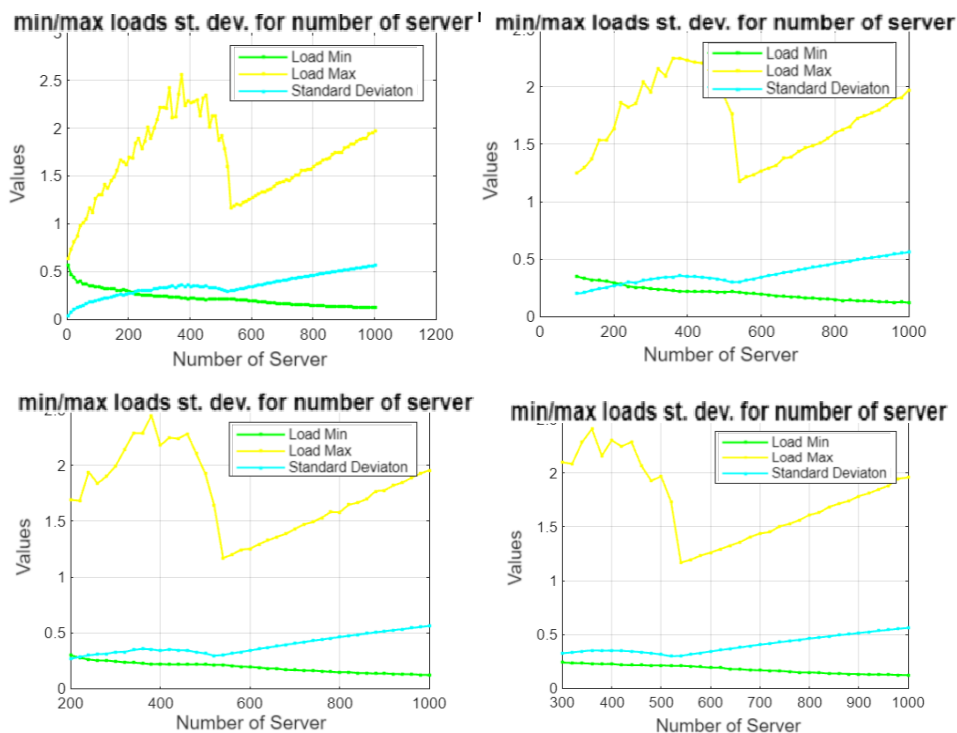 min/max loads st. dev. for number of server
3
2.5
2
1.5
1
0.5
0
0 200 400 600 800 1000 1200
Values
Number of Server
Load Min
Load Max
Standard Deviaton
min/max loads st. dev. for number of server
2.5
2
1.5
1
0.5
0
0 200 400 600 800 1000
Values
Number of Server
Load Min
Load Max
Standard Deviaton
min/max loads st. dev. for number of server
2.5
2
1.5
1
0.5
0
200 400 600 800 1000
Values
Number of Server
Load Min
Load Max
Standard Deviaton
min/max loads st. dev. for number of server
2
1.5
1
0.5
0
300 400 500 600 700 800 900 1000
Values
Number of Server
Load Min
Load Max
Standard Deviaton